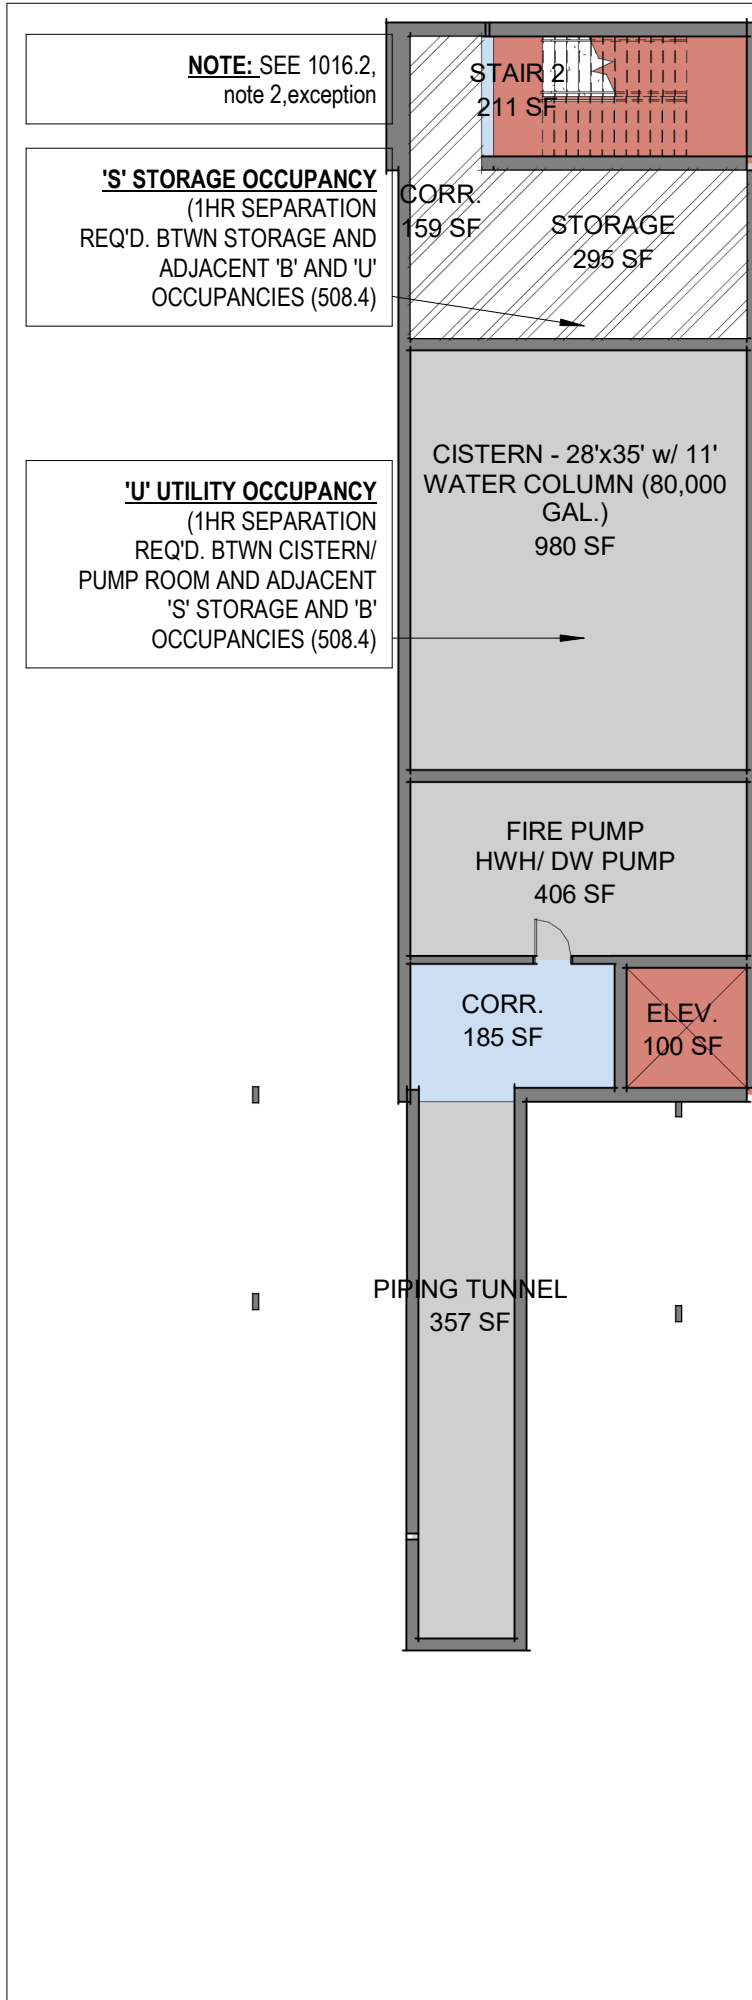 NOTE: SEE 1016.2,
note 2,exception
'S' STORAGE OCCUPANCY
(1HR SEPARATION
REQ'D. BTWN STORAGE AND
ADJACENT 'B' AND 'U'
OCCUPANCIES (508.4)
'U' UTILITY OCCUPANCY
(1HR SEPARATION
REQ'D. BTWN CISTERN/
PUMP ROOM AND ADJACENT
'S' STORAGE AND 'B'
OCCUPANCIES (508.4)
STAIR 2
211 SF
CORR.
159 SF
STORAGE
295 SF
CISTERN - 28'x35' w/ 11'
WATER COLUMN (80,000
GAL.)
980 SF
FIRE PUMP
HWH/ DW PUMP
406 SF
CORR.
185 SF
ELEV.
100 SF
PIPING TUNNEL
357 SF